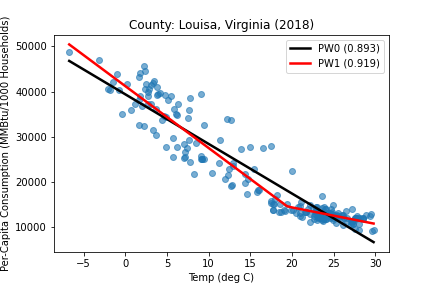 County: Louisa, Virginia (2018)
Per-Capita Consumption (MMBtu/1000 Households)
50000
40000
30000
20000
10000
PW0 (0.893)
PW1 (0.919)
−5 0 5 10 15 20 25 30
Temp (deg C)